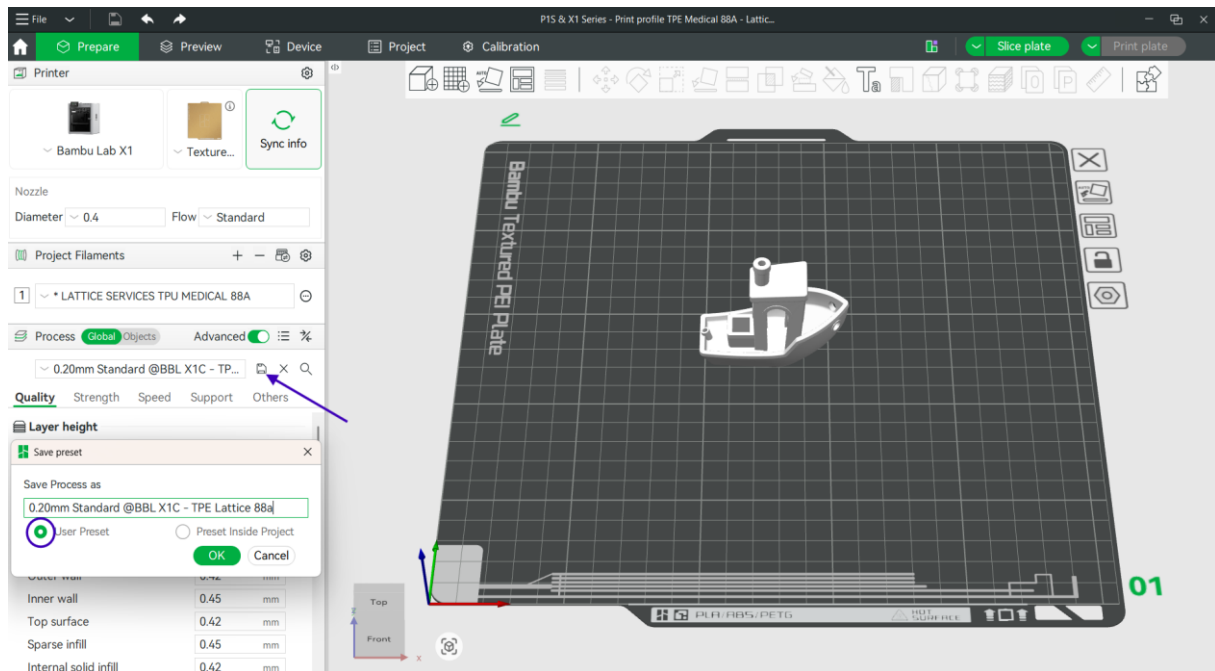 File
P1S & X1 Series - Print profile TPE Medical 88A - Lattic...
Prepare
Preview
Device
Project
Calibration
Slice plate
Print plate
Printer
Bambu Lab X1
Texture...
Sync info
Nozzle
Diameter 0.4 Flow Standard
Project Filaments
1 * LATTICE SERVICES TPU MEDICAL 88A
Process Global Objects Advanced
0.20mm Standard @BBL X1C - TP...
Quality Strength Speed Support Others
Layer height
Save preset
Save Process as
0.20mm Standard @BBL X1C - TPE Lattice 88a
User Preset Preset Inside Project
OK Cancel
Outer wall 0.42 mm
Inner wall 0.45 mm
Top surface 0.42 mm
Sparse infill 0.45 mm
Internal solid infill 0.42 mm
Bambu Textured PEI Plate
PLA/ABS/PETG
HOT
SURFACE
01
Top
Front
z
x